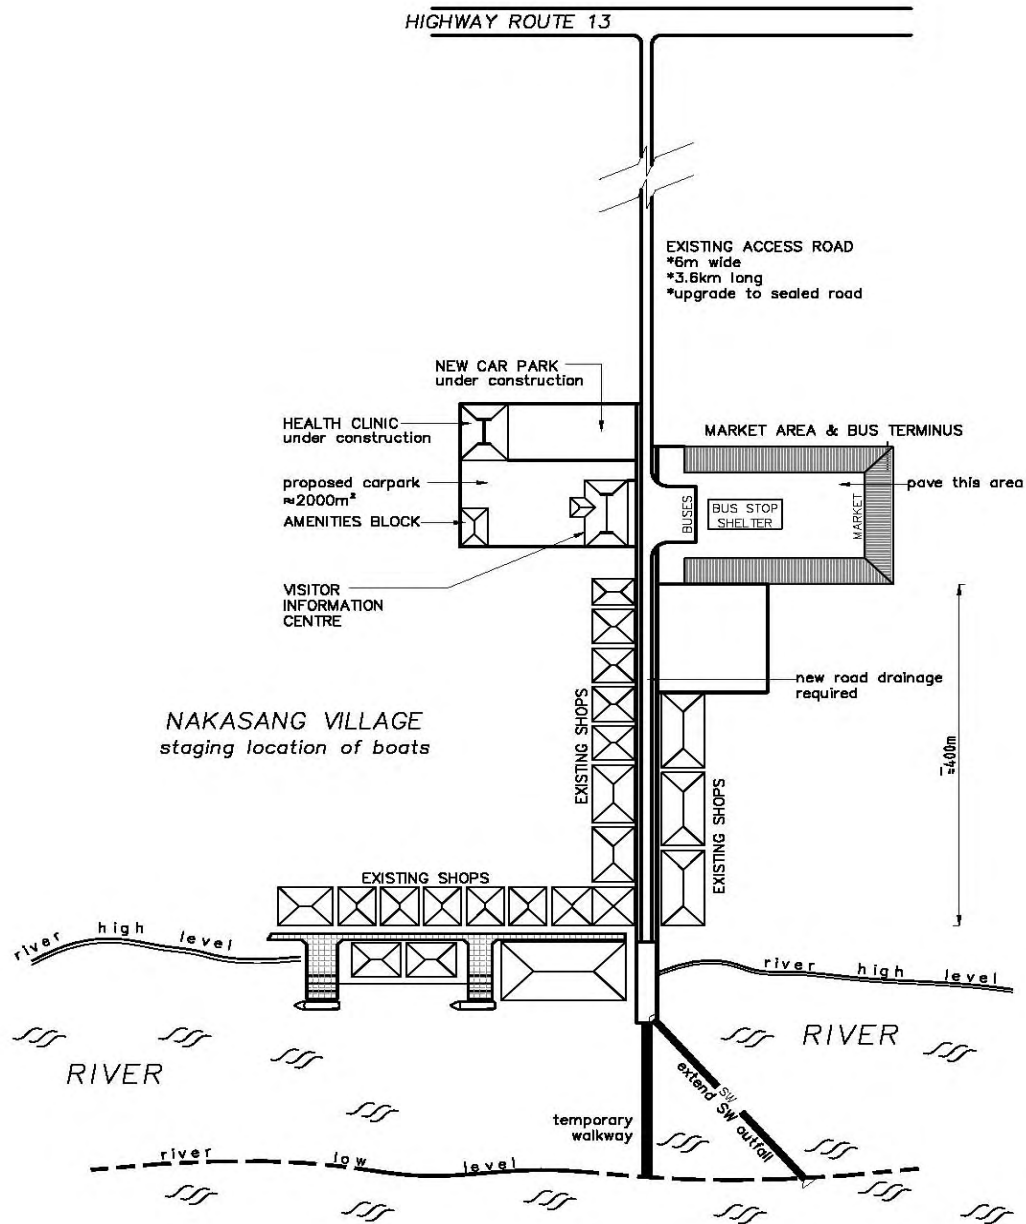 HIGHWAY ROUTE 13
EXISTING ACCESS ROAD
*6m wide
*3.6km long
*upgrade to sealed road
NEW CAR PARK
under construction
HEALTH CLINIC
under construction
MARKET AREA & BUS TERMINUS
proposed carpark
≈2000m²
pave this area
AMENITIES BLOCK
BUSES
BUS STOP
SHELTER
MARKET
VISITOR
INFORMATION
CENTRE
new road drainage
required
NAKASANG VILLAGE
staging location of boats
EXISTING SHOPS
EXISTING SHOPS
≈400m
EXISTING SHOPS
river high level
river high level
RIVER
RIVER
SW
extend SW outfall
temporary
walkway
river low level